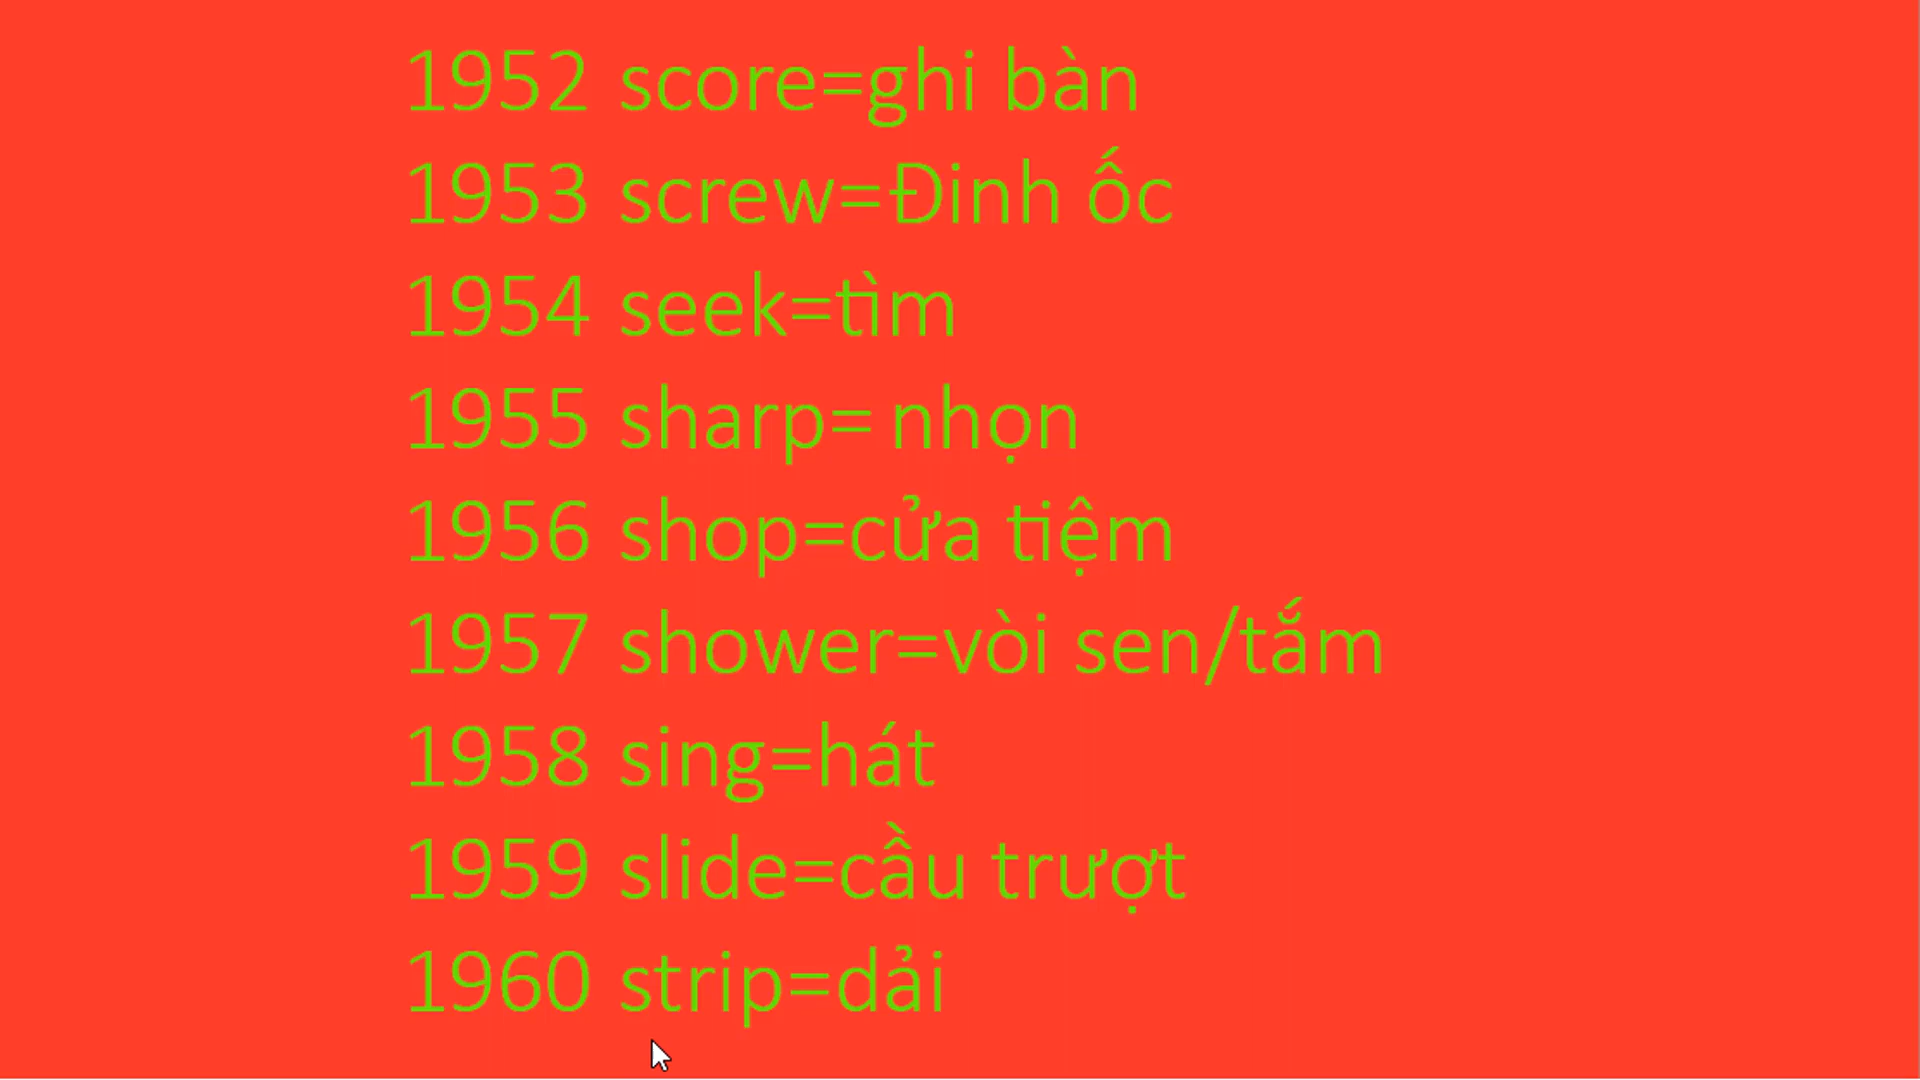 1952 score=ghi bàn
1953 screw=Đinh ốc
1954 seek=tìm
1955 sharp= nhọn
1956 shop=cửa tiệm
1957 shower=vòi sen/tắm
1958 sing=hát
1959 slide=cầu trượt
1960 strip=dải